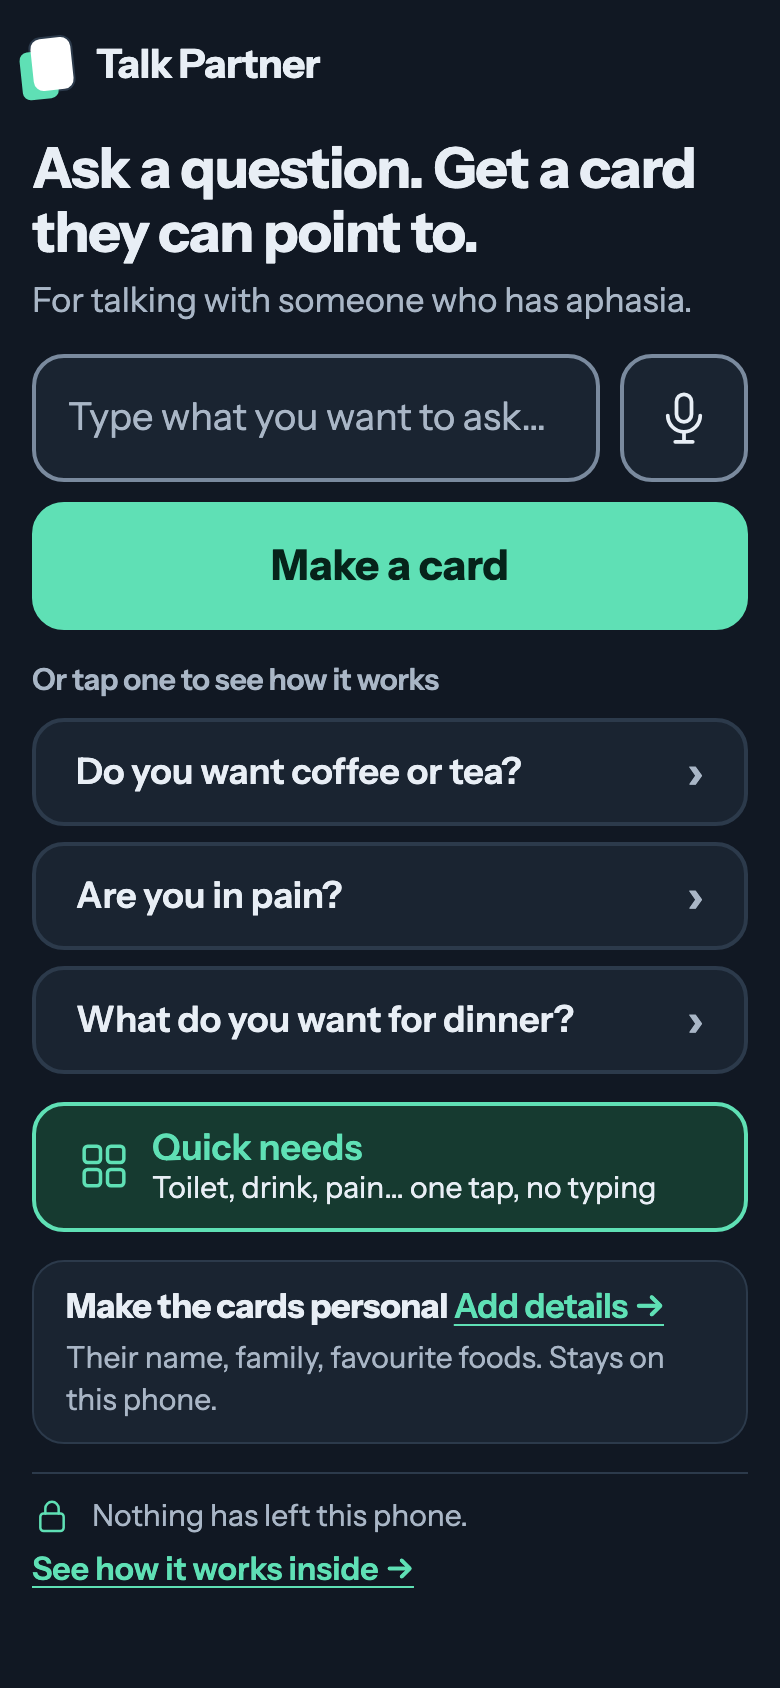 Talk Partner
Ask a question. Get a card
they can point to.
For talking with someone who has aphasia.
Type what you want to ask...
Make a card
Or tap one to see how it works
Do you want coffee or tea? ›
Are you in pain? ›
What do you want for dinner? ›
Quick needs
Toilet, drink, pain... one tap, no typing
Make the cards personal Add details →
Their name, family, favourite foods. Stays on
this phone.
Nothing has left this phone.
See how it works inside →